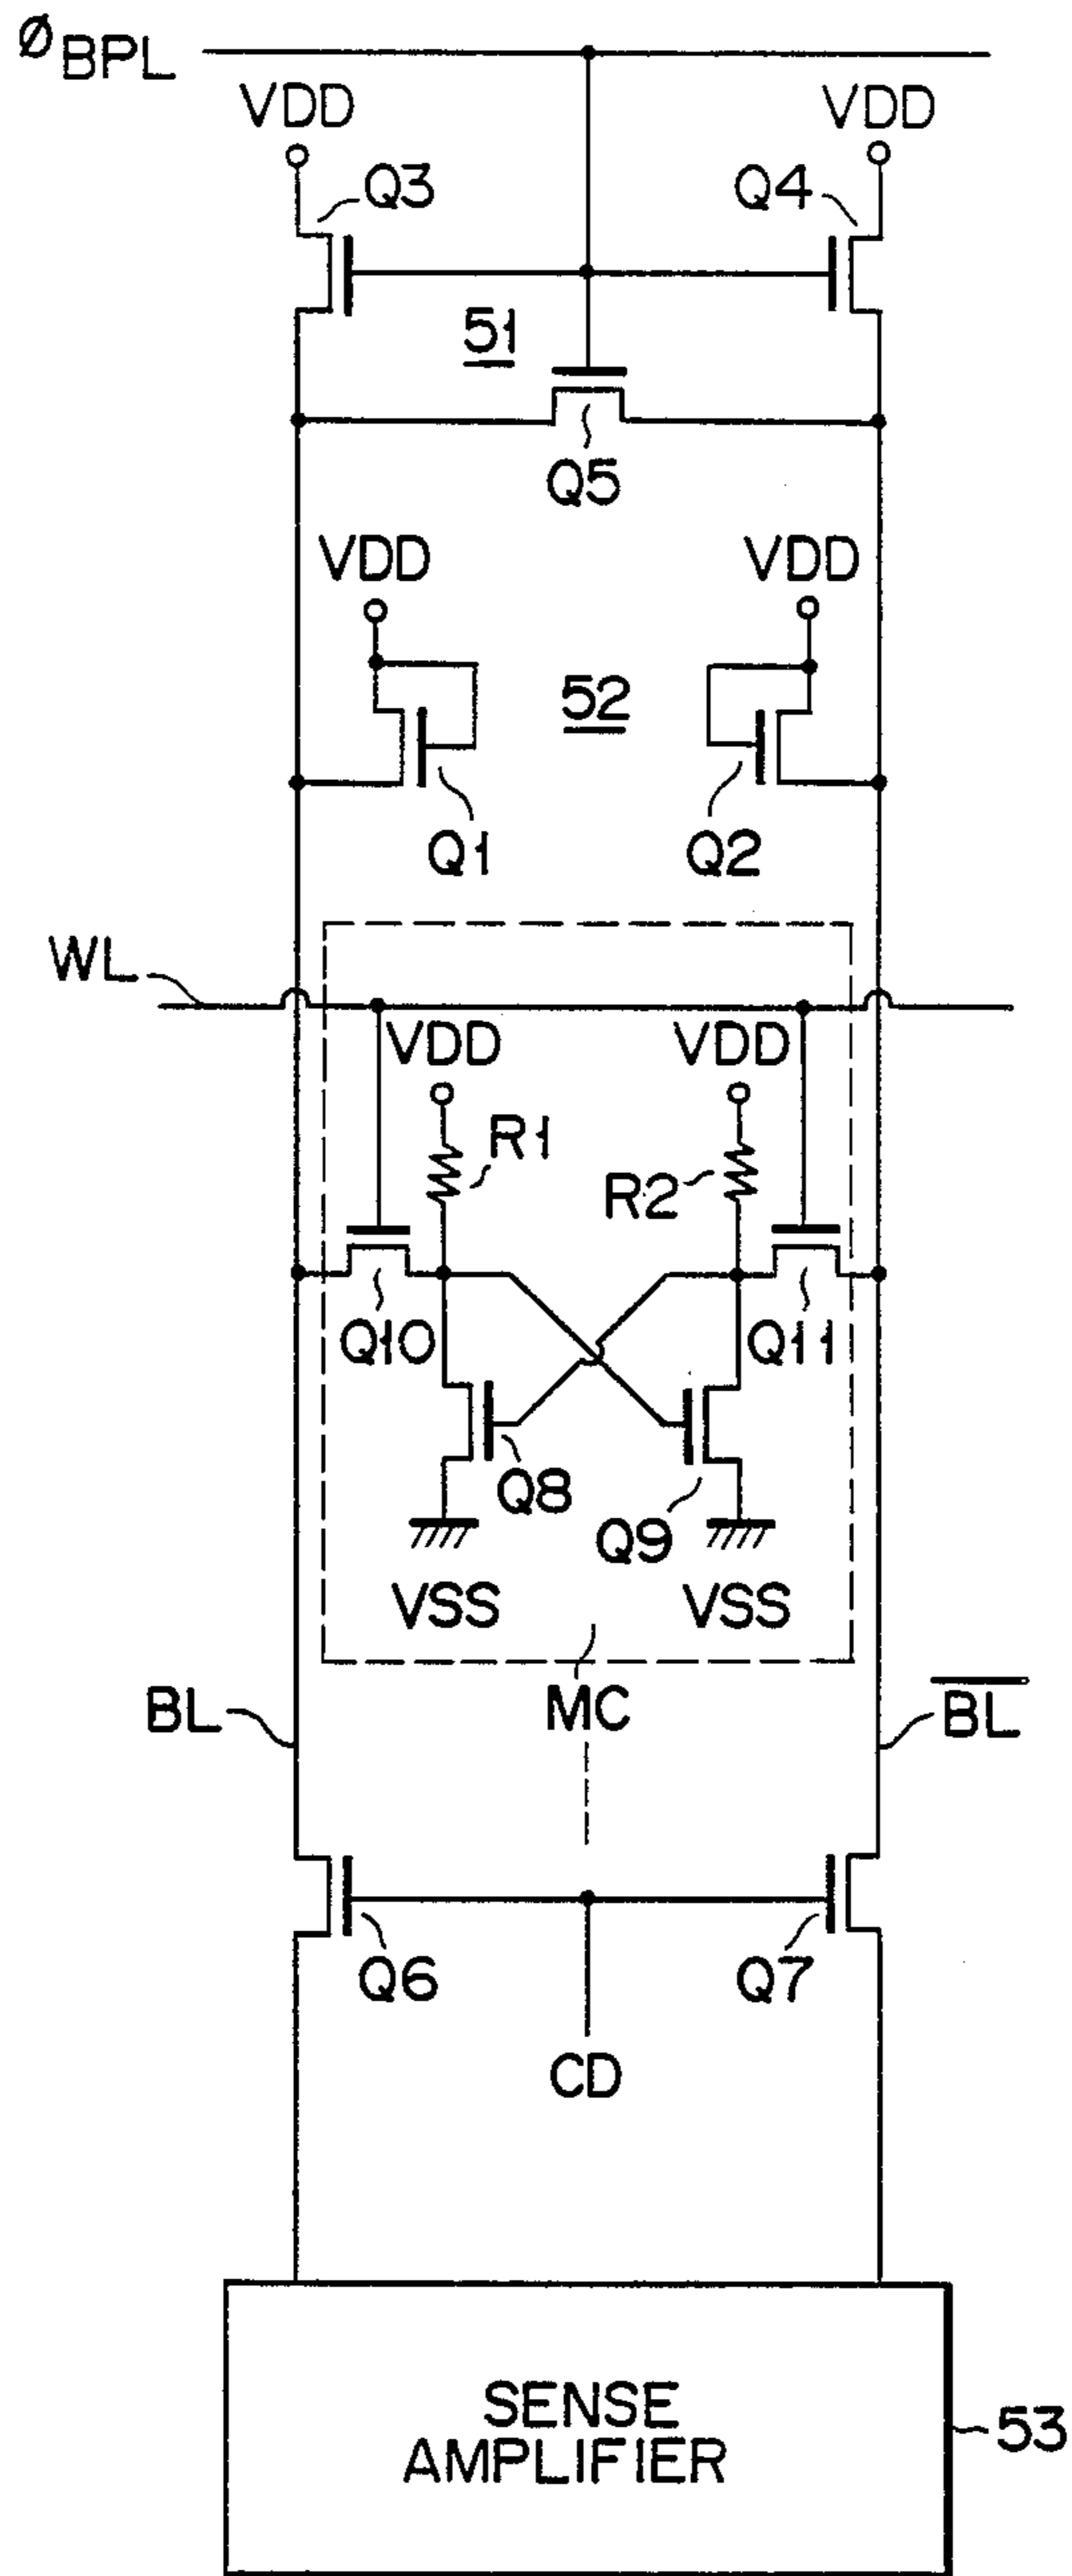 ØBPL
VDD VDD
Q3 Q4
51
Q5
VDD VDD
52
Q1 Q2
WL
VDD VDD
R1 R2
Q10 Q11
Q8 Q9
VSS VSS
BL MC B̅L̅
Q6 Q7
CD
SENSE
AMPLIFIER
53